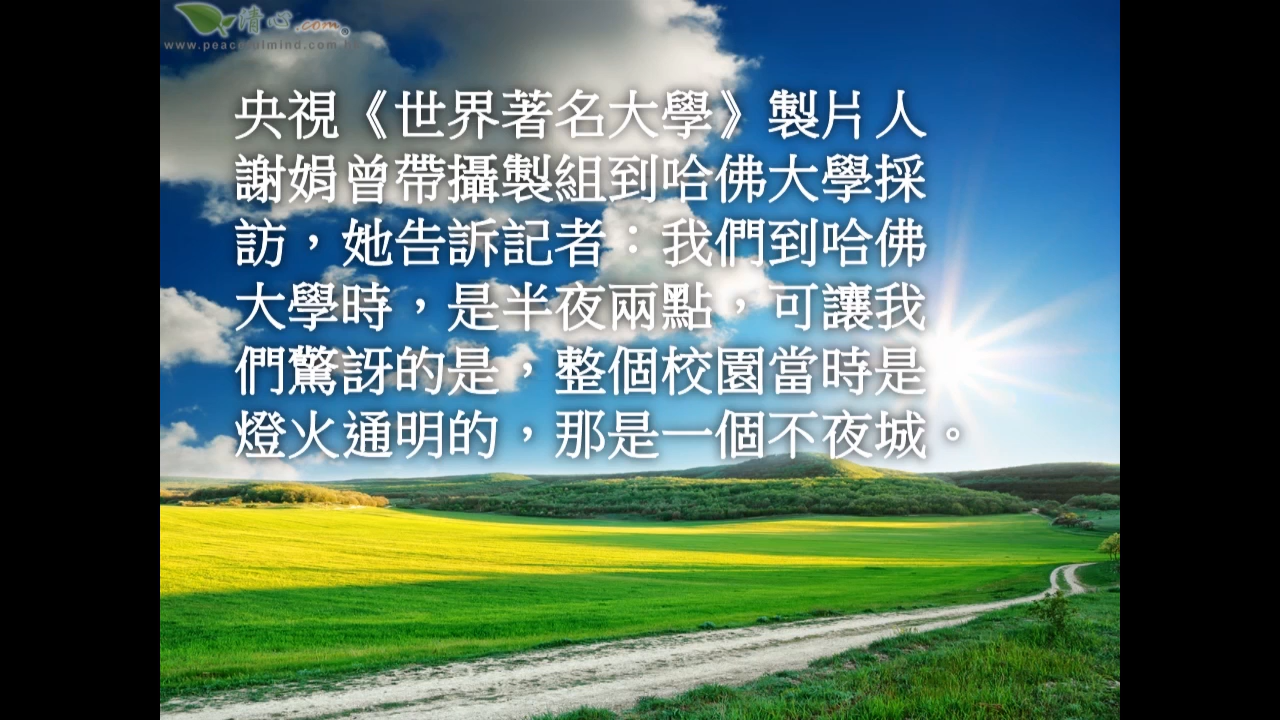 清心.com
www.peacefulmind.com.
央視《世界著名大學》製片人
謝娟曾帶攝製組到哈佛大學採
訪，她告訴記者：我們到哈佛
大學時，是半夜兩點，可讓我
們驚訝的是，整個校園當時是
燈火通明的，那是一個不夜城。